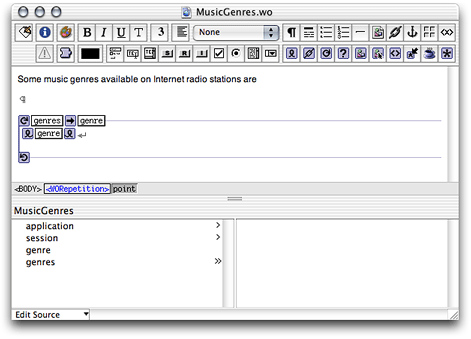 MusicGenres.wo
B I U T 3 None ¶ FF
S R I ?
Some music genres available on Internet radio stations are
¶
genres genre
genre
<BODY> <WORepetition> point
MusicGenres
application >
session >
genre
genres »
Edit Source